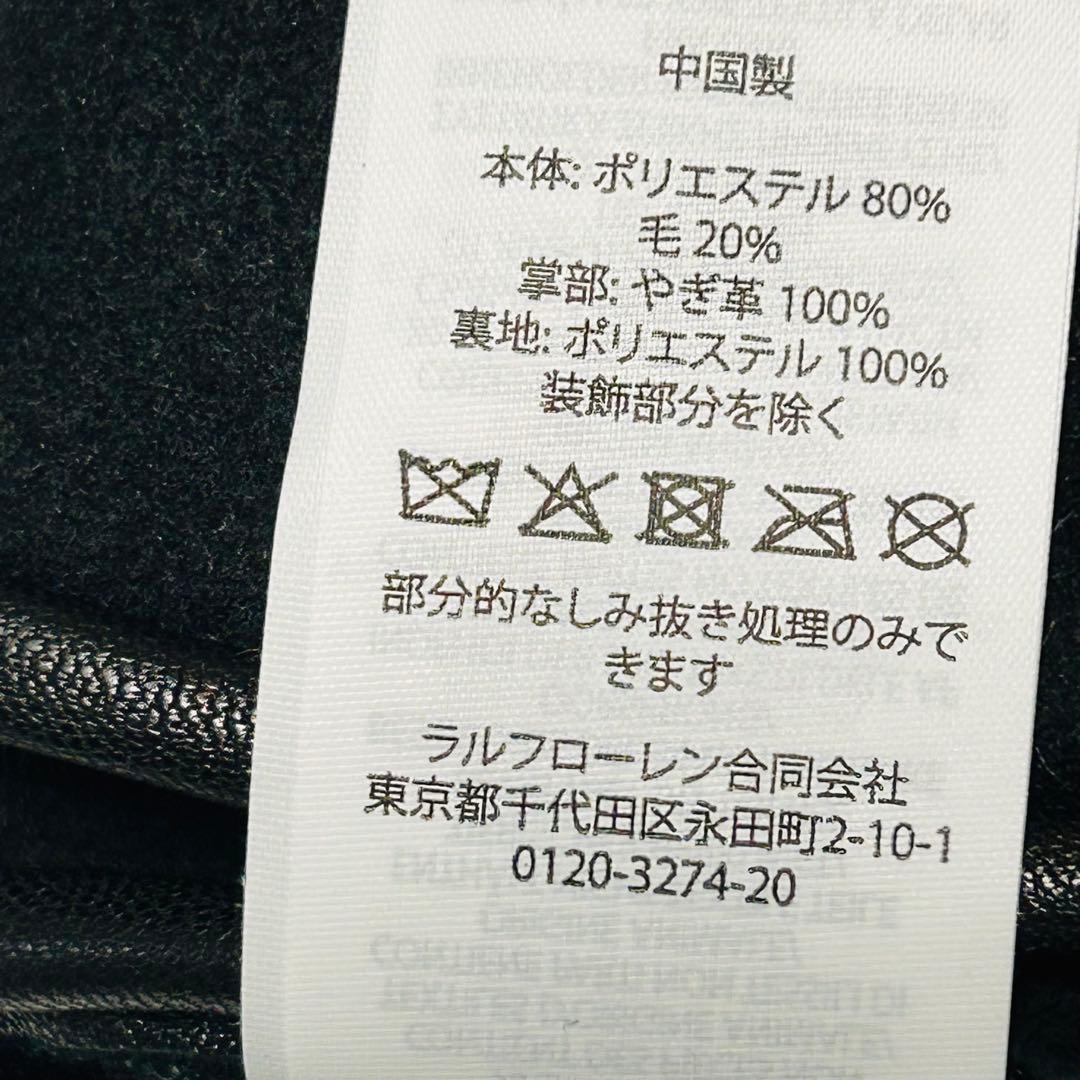 中国製
本体: ポリエステル 80%
毛 20%
掌部: やぎ革 100%
裏地: ポリエステル 100%
装飾部分を除く
部分的なしみ抜き処理のみで
きます
ラルフローレン合同会社
東京都千代田区永田町2-10-1
0120-3274-20